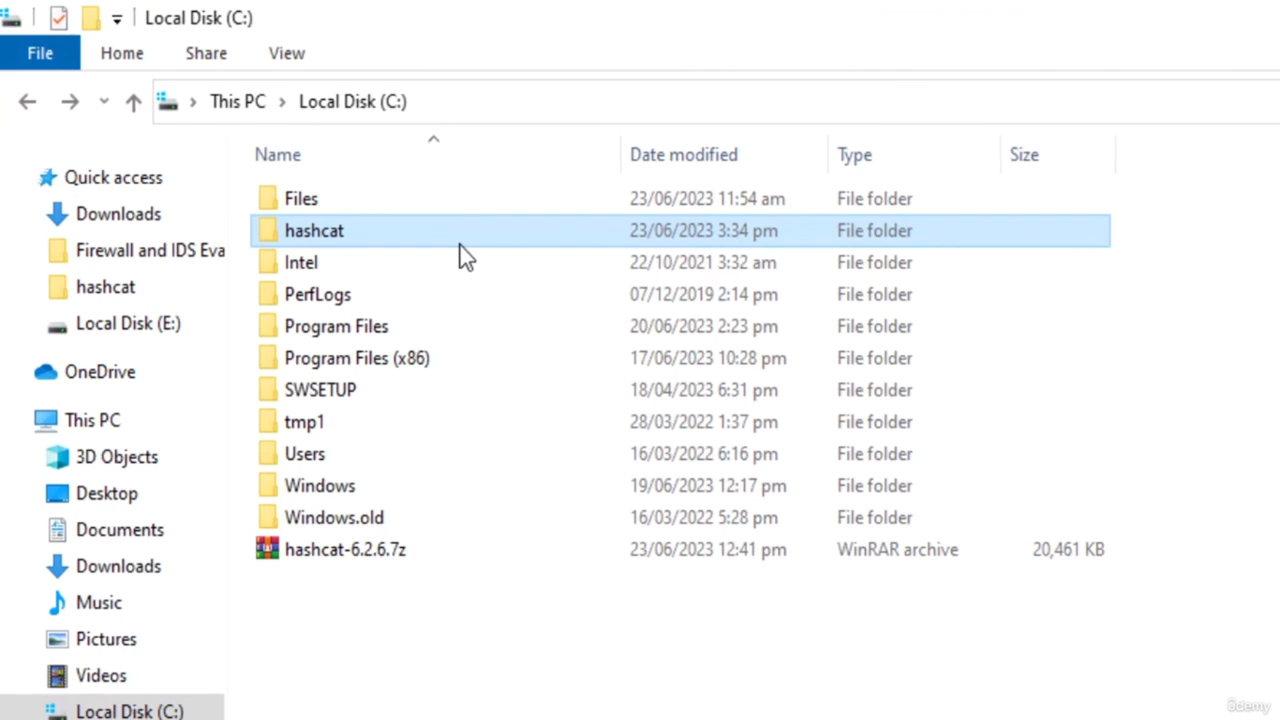 Local Disk (C:)
File Home Share View
This PC Local Disk (C:)
Name Date modified Type Size
Quick access
Downloads
Firewall and IDS Eva
hashcat
Local Disk (E:)
OneDrive
This PC
3D Objects
Desktop
Documents
Downloads
Music
Pictures
Videos
Local Disk (C:)
Files 23/06/2023 11:54 am File folder
hashcat 23/06/2023 3:34 pm File folder
Intel 22/10/2021 3:32 am File folder
PerfLogs 07/12/2019 2:14 pm File folder
Program Files 20/06/2023 2:23 pm File folder
Program Files (x86) 17/06/2023 10:28 pm File folder
SWSETUP 18/04/2023 6:31 pm File folder
tmp1 28/03/2022 1:37 pm File folder
Users 16/03/2022 6:16 pm File folder
Windows 19/06/2023 12:17 pm File folder
Windows.old 16/03/2022 5:28 pm File folder
hashcat-6.2.6.7z 23/06/2023 12:41 pm WinRAR archive 20,461 KB
ûdemy